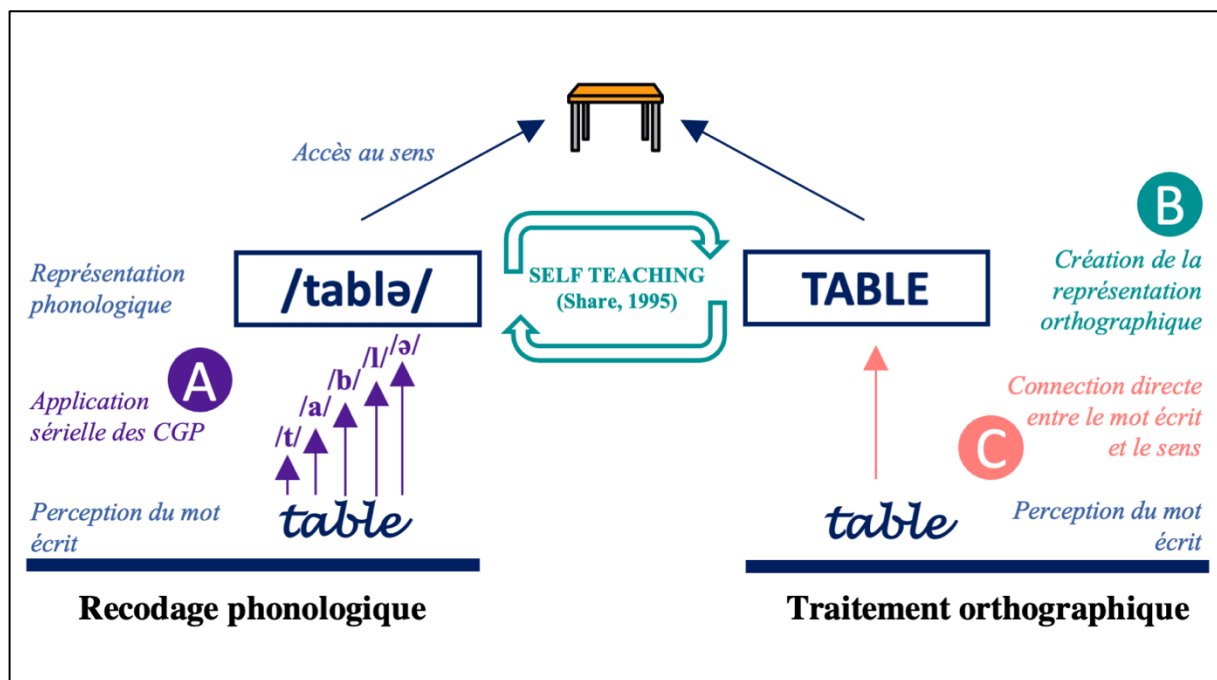 Accès au sens
B
Représentation
phonologique
/tablə/
SELF TEACHING
(Share, 1995)
TABLE
Création de la
représentation
orthographique
A
Application
sérielle des CGP
/t/
/a/
/b/
/l/
/ə/
Connection directe
entre le mot écrit
et le sens
C
Perception du mot
écrit
table
table
Perception du mot
écrit
Recodage phonologique
Traitement orthographique